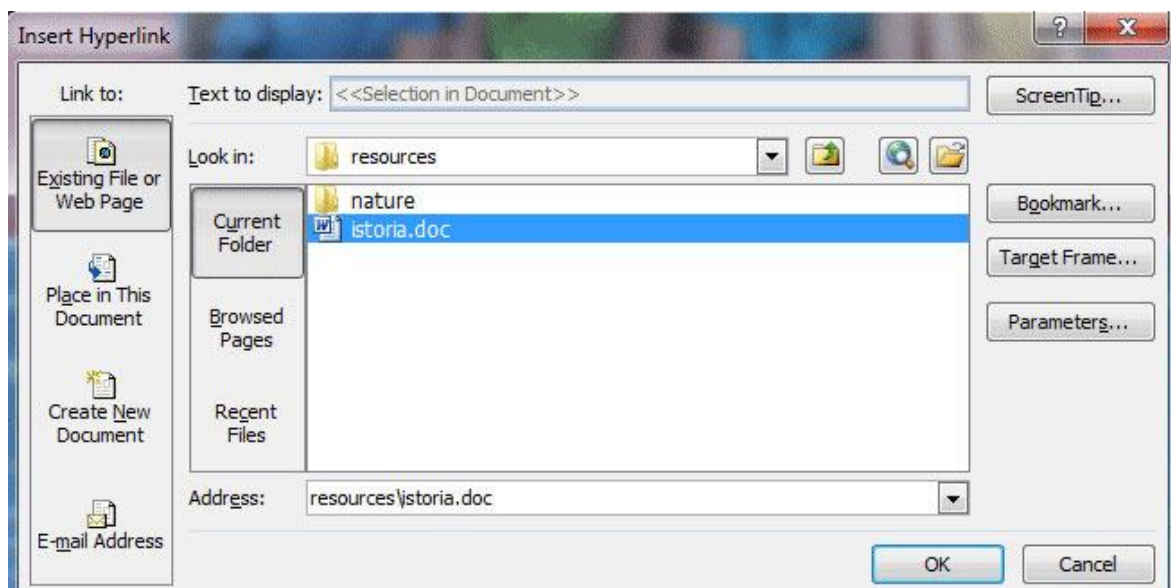 Insert Hyperlink
?
X
Link to:
Text to display: <<Selection in Document>>
ScreenTip...
Existing File or
Web Page
Look in:
resources
Current
Folder
nature
istoria.doc
Bookmark...
Target Frame...
Place in This
Document
Browsed
Pages
Parameters...
Create New
Document
Recent
Files
Address:
resources\istoria.doc
E-mail Address
OK
Cancel